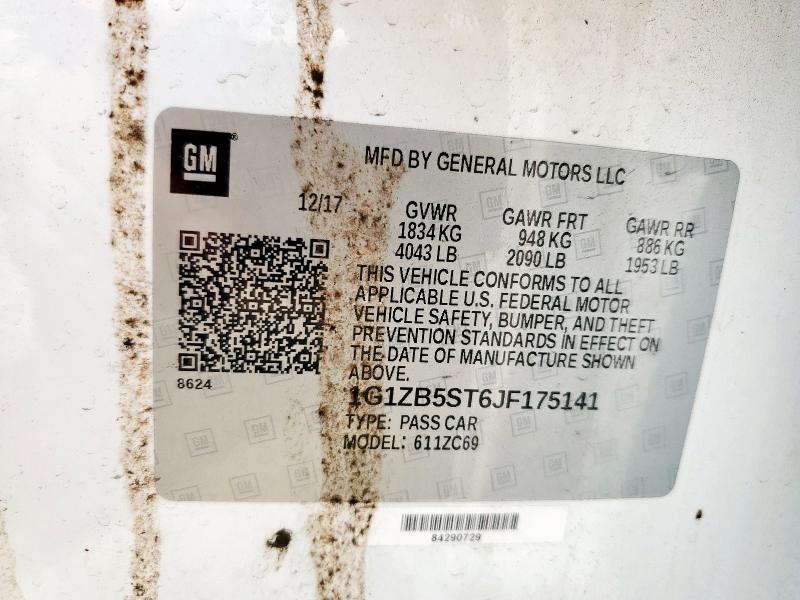 GM
MFD BY GENERAL MOTORS LLC
12/17
GVWR
1834 KG
4043 LB
GAWR FRT
948 KG
2090 LB
GAWR RR
886 KG
1953 LB
THIS VEHICLE CONFORMS TO ALL
APPLICABLE U.S. FEDERAL MOTOR
VEHICLE SAFETY, BUMPER, AND THEFT
PREVENTION STANDARDS IN EFFECT ON
THE DATE OF MANUFACTURE SHOWN
ABOVE.
8624
1G1ZB5ST6JF175141
TYPE: PASS CAR
MODEL: 611ZC69
84290729